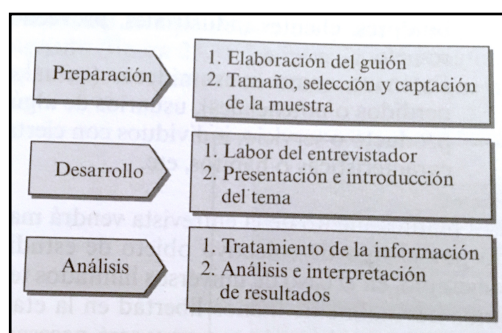 Preparación
1. Elaboración del guión
2. Tamaño, selección y captación
de la muestra
Desarrollo
1. Labor del entrevistador
2. Presentación e introducción
del tema
Análisis
1. Tratamiento de la información
2. Análisis e interpretación
de resultados